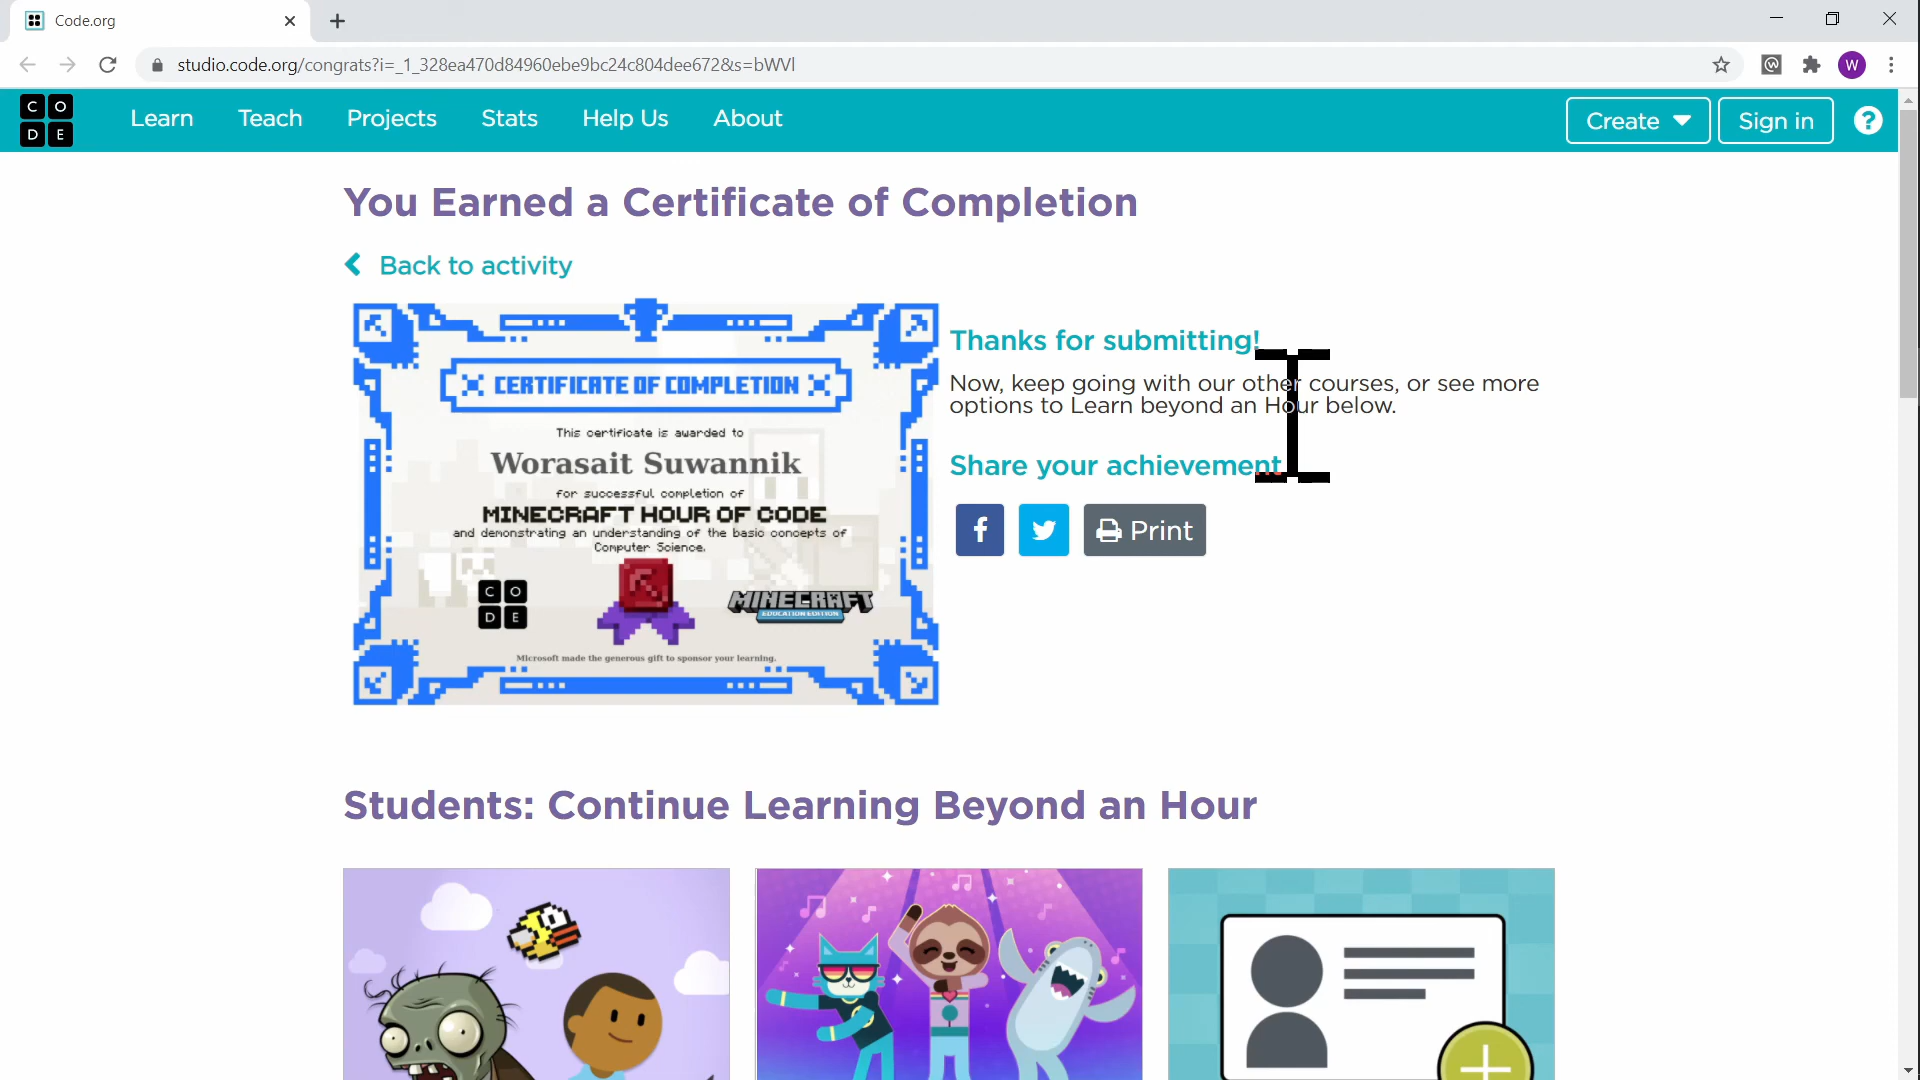 Code.org
studio.code.org/congrats?i=_1_328ea470d84960ebe9bc24c804dee672&s=bWVl
W
C O
D E
Learn Teach Projects Stats Help Us About
Create Sign in ?
You Earned a Certificate of Completion
Back to activity
CERTIFICATE OF COMPLETION
This certificate is awarded to
Worasait Suwannik
for successful completion of
MINECRAFT HOUR OF CODE
and demonstrating an understanding of the basic concepts of
Computer Science.
C O
D E
MINECRAFT
EDUCATION EDITION
Microsoft made the generous gift to sponsor your learning.
Thanks for submitting!
Now, keep going with our other courses, or see more
options to Learn beyond an Hour below.
Share your achievement
f
Print
Students: Continue Learning Beyond an Hour